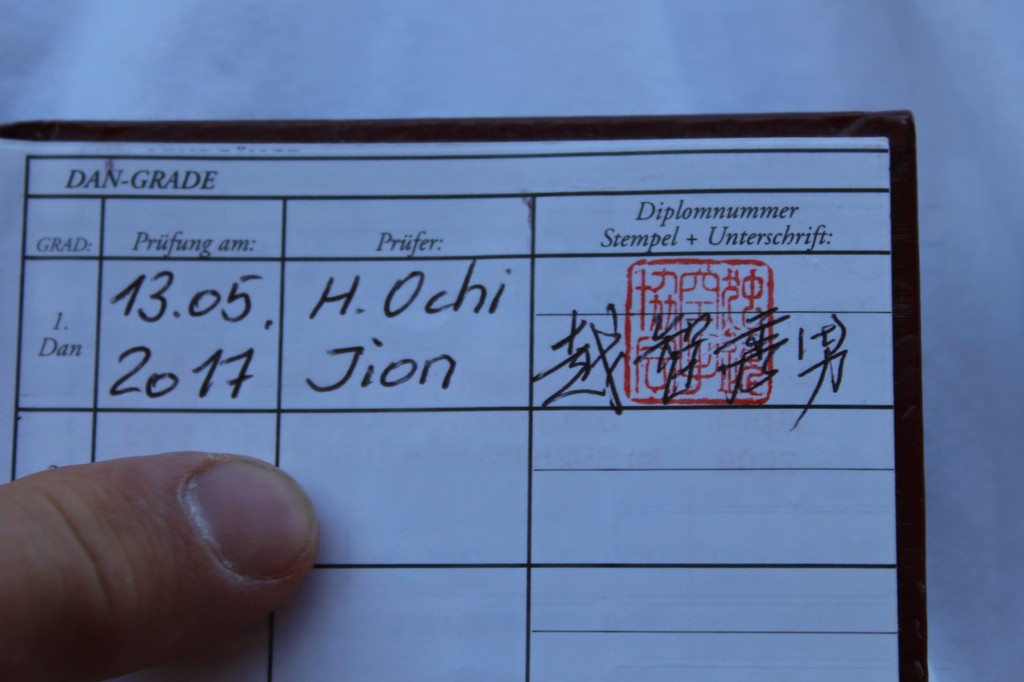 DAN-GRADE
GRAD:
Prüfung am:
Prüfer:
Diplomnummer
Stempel + Unterschrift:
1.
Dan
13.05.
2017
H. Ochi
Jion
越智秀男